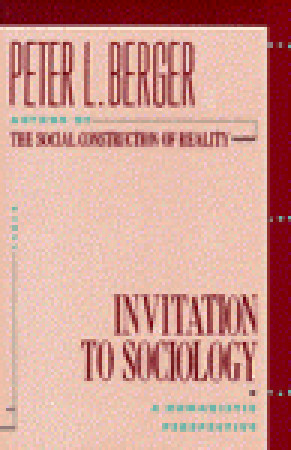 PETER L. BERGER
AUTHOR OF
THE SOCIAL CONSTRUCTION OF REALITY
INVITATION
TO SOCIOLOGY
A HUMANISTIC
PERSPECTIVE